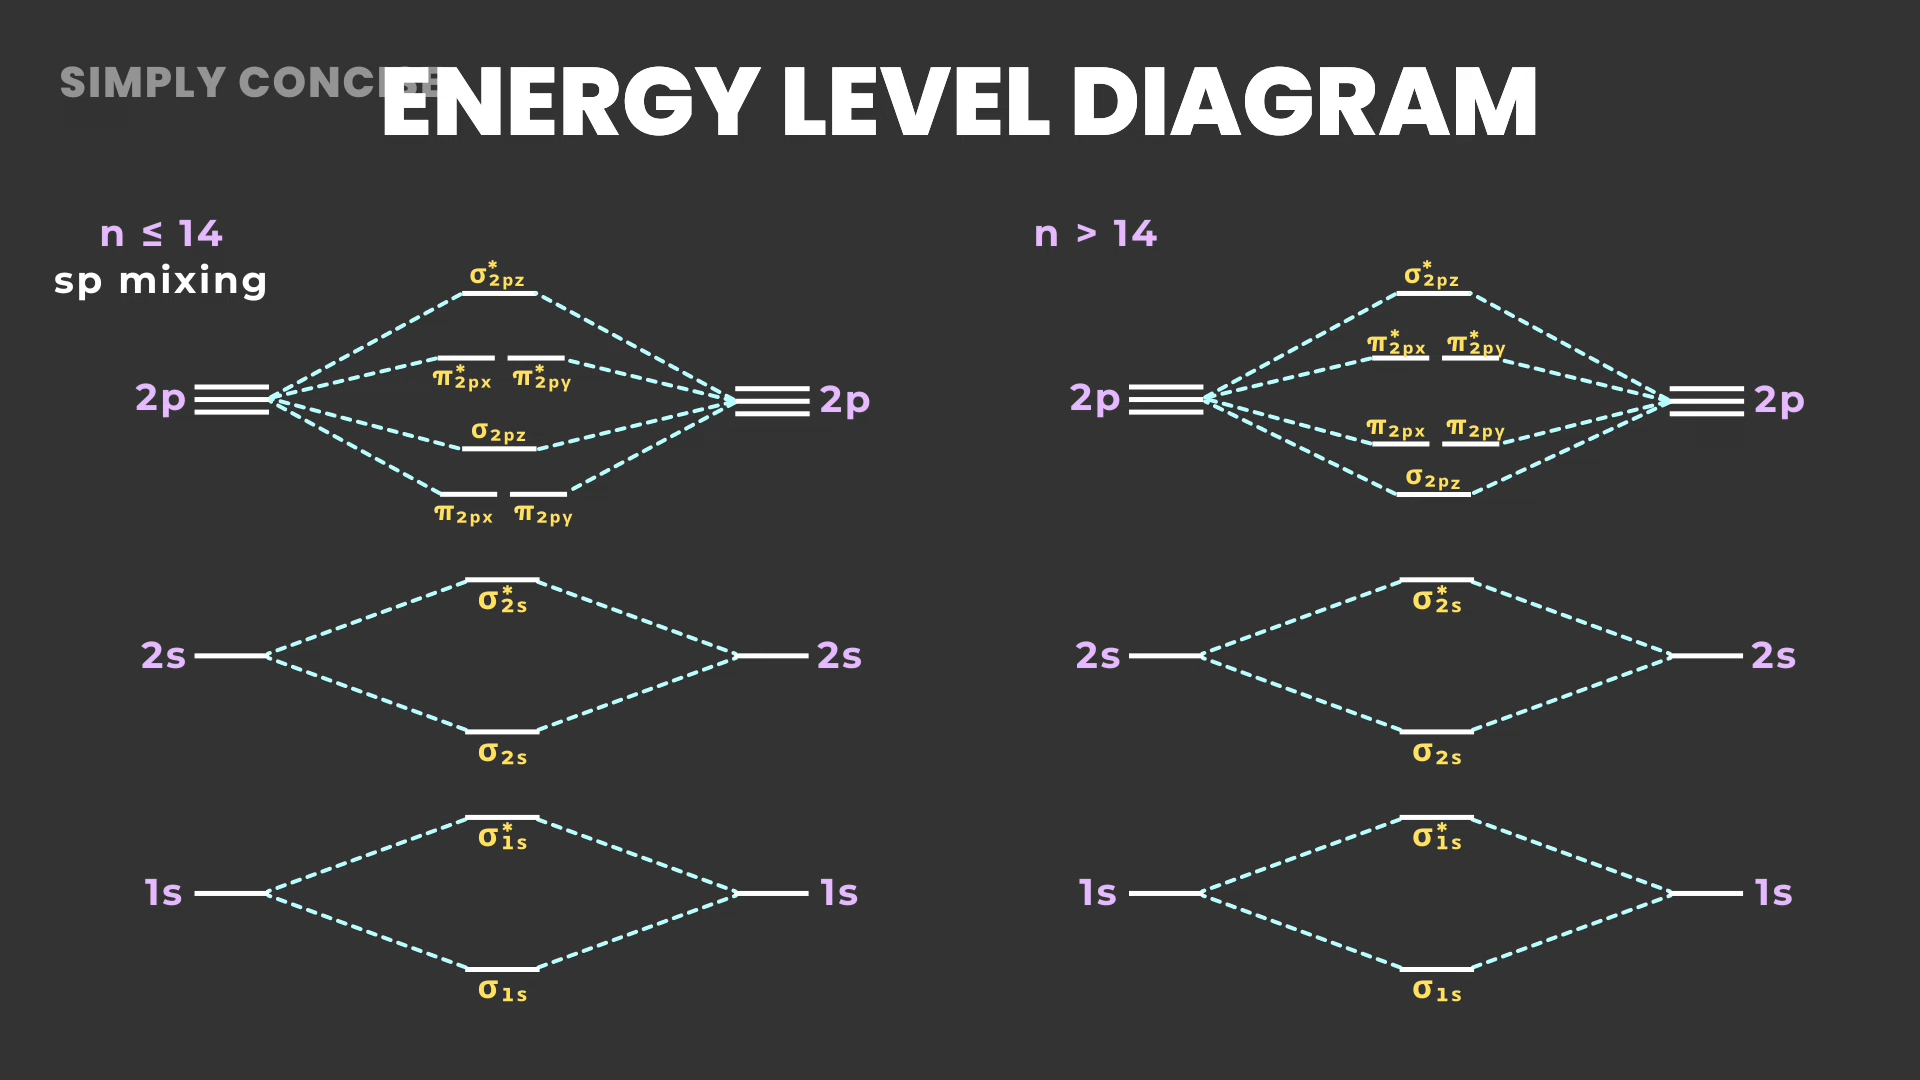 SIMPLY CONCISE
ENERGY LEVEL DIAGRAM
n ≤ 14
sp mixing
σ*2pz
π*2px π*2py
2p 2p
σ2pz
π2px π2py
σ*2s
2s 2s
σ2s
σ*1s
1s 1s
σ1s
n > 14
σ*2pz
π*2px π*2py
2p 2p
π2px π2py
σ2pz
σ*2s
2s 2s
σ2s
σ*1s
1s 1s
σ1s